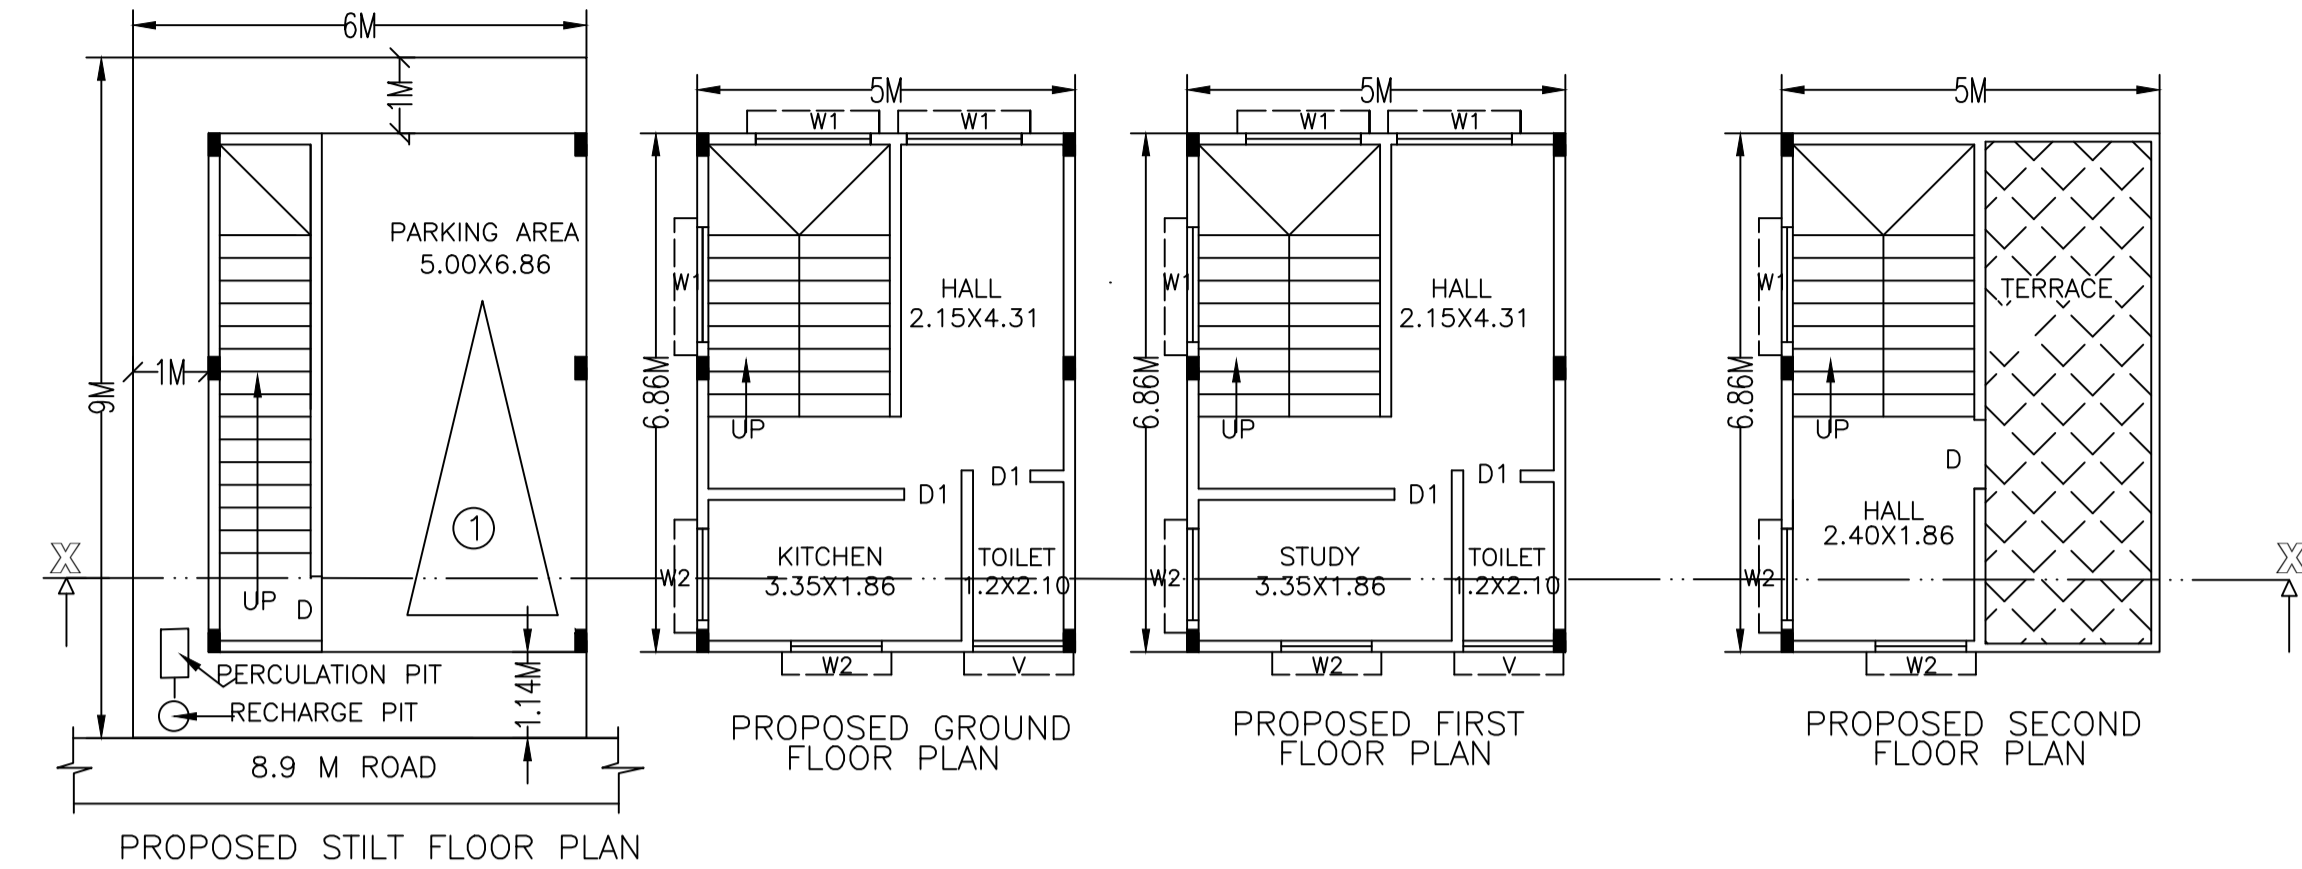 6M
1M
9M
1M
PARKING AREA
5.00X6.86
1
UP
D
X
PERCULATION PIT
RECHARGE PIT
1.14M
8.9 M ROAD
PROPOSED STILT FLOOR PLAN
5M
W1
W1
W1
6.86M
HALL
2.15X4.31
UP
D1
D1
KITCHEN
3.35X1.86
TOILET
1.2X2.10
W2
W2
V
PROPOSED GROUND
FLOOR PLAN
5M
W1
W1
W1
6.86M
HALL
2.15X4.31
UP
D1
D1
STUDY
3.35X1.86
TOILET
1.2X2.10
W2
W2
V
PROPOSED FIRST
FLOOR PLAN
5M
W1
6.86M
TERRACE
UP
D
HALL
2.40X1.86
W2
W2
X
PROPOSED SECOND
FLOOR PLAN